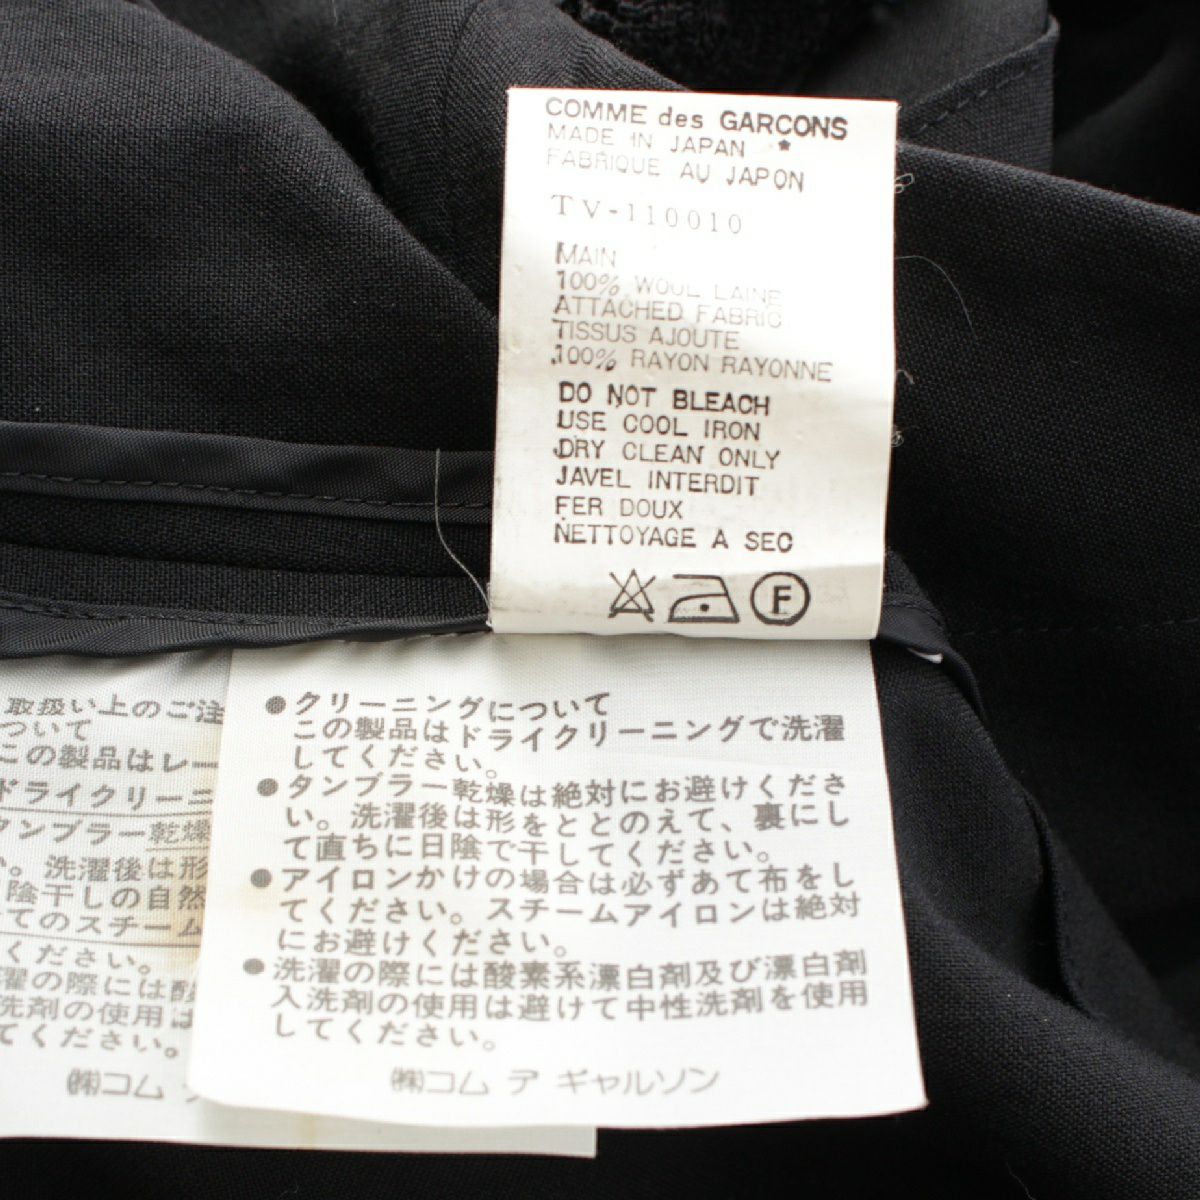 COMME des GARCONS
MADE IN JAPAN *
FABRIQUE AU JAPON
TV-110010
MAIN
100% WOOL LAINE
ATTACHED FABRIC
TISSUS AJOUTE
100% RAYON RAYONNE
DO NOT BLEACH
USE COOL IRON
DRY CLEAN ONLY
JAVEL INTERDIT
FER DOUX
NETTOYAGE A SEC
F
●クリーニングについて
この製品はドライクリーニングで洗濯
してください。
●タンブラー乾燥は絶対にお避けくださ
い。洗濯後は形をととのえて、裏にし
て直ちに日陰で干してください。
●アイロンかけの場合は必ずあて布をし
てください。スチームアイロンは絶対
にお避けください。
●洗濯の際には酸素系漂白剤及び漂白剤
入洗剤の使用は避けて中性洗剤を使用
してください。
㈱コム デ ギャルソン
取扱い上のご注
ついて
この製品はレー
ドライクリーニ
タンブラー乾燥
い。洗濯後は形
陰干しの自然
てのスチーム
ください。
洗濯の際には酸
洗剤の使用は
てください。
㈱コム